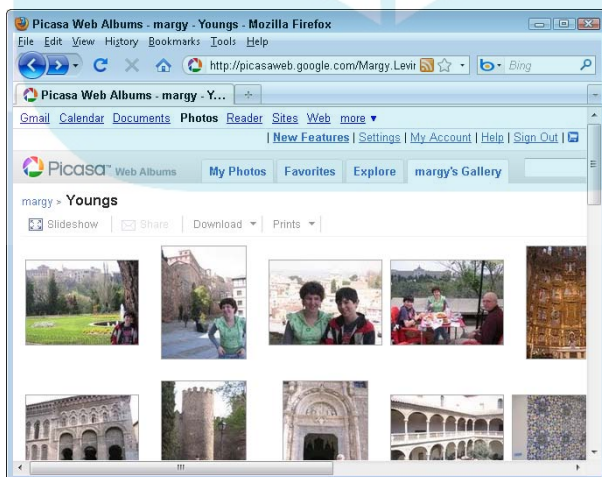 Picasa Web Albums - margy - Youngs - Mozilla Firefox
File Edit View History Bookmarks Tools Help
http://picasaweb.google.com/Margy.Levir Bing
Picasa Web Albums - margy - Y...
Gmail Calendar Documents Photos Reader Sites Web more ▼
| New Features | Settings | My Account | Help | Sign Out |
Picasa™ Web Albums My Photos Favorites Explore margy's Gallery
margy > Youngs
Slideshow Share Download ▼ Prints ▼